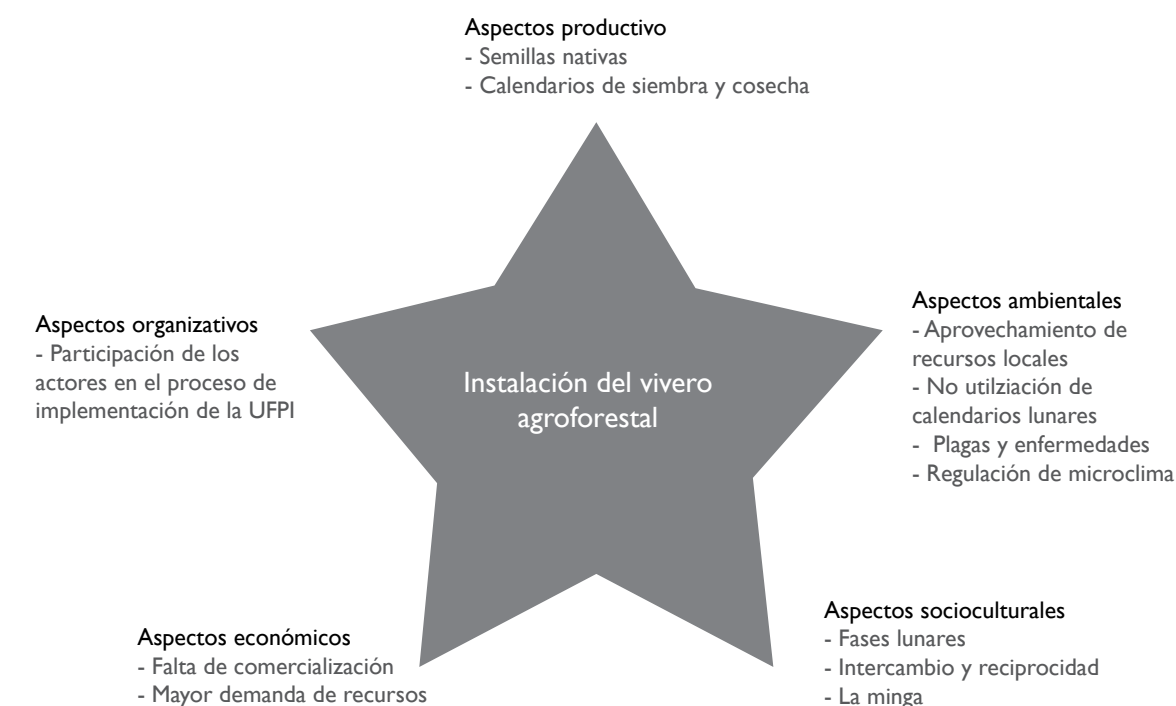 Aspectos productivo
- Semillas nativas
- Calendarios de siembra y cosecha
Aspectos organizativos
- Participación de los
actores en el proceso de
implementación de la UFPI
Instalación del vivero
agroforestal
Aspectos ambientales
- Aprovechamiento de
recursos locales
- No utilziación de
calendarios lunares
- Plagas y enfermedades
- Regulación de microclima
Aspectos económicos
- Falta de comercialización
- Mayor demanda de recursos
Aspectos socioculturales
- Fases lunares
- Intercambio y reciprocidad
- La minga